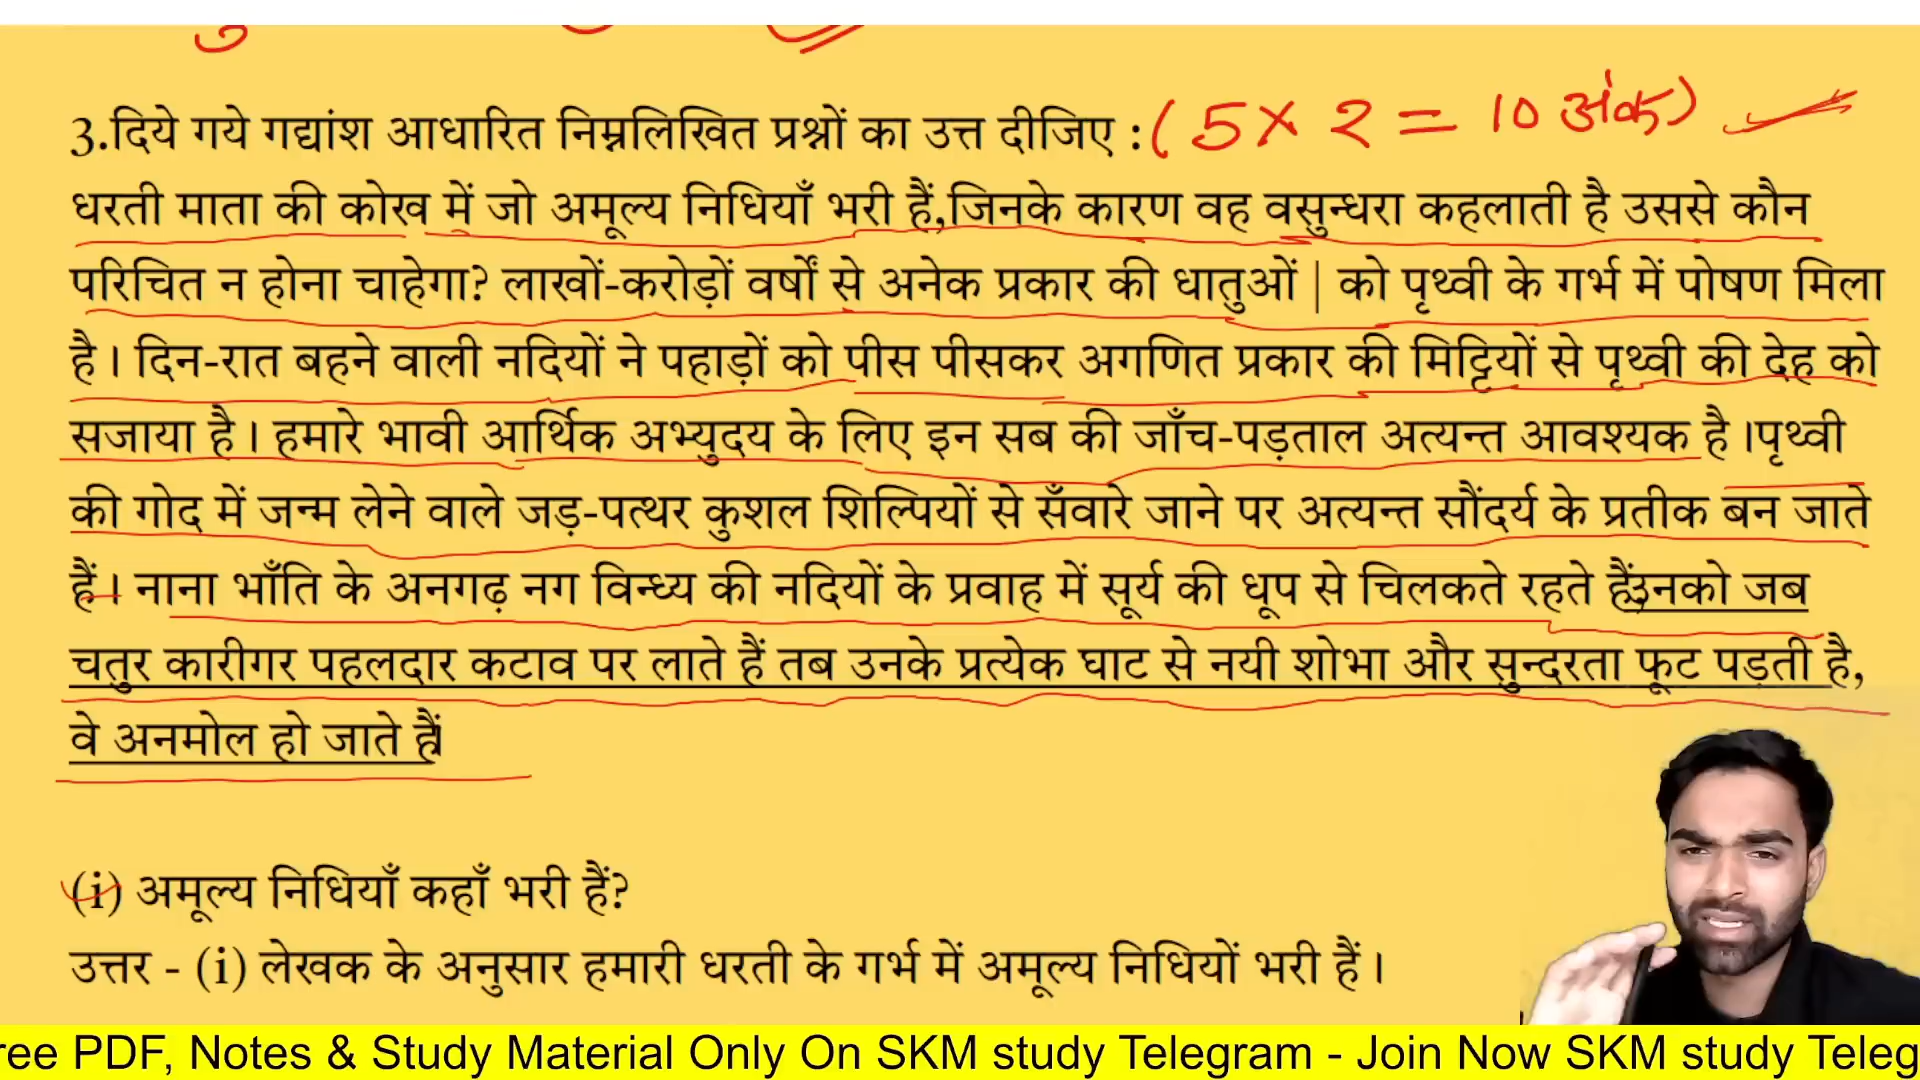 3.दिये गये गद्यांश आधारित निम्नलिखित प्रश्नों का उत्त दीजिए : (5 × 2 = 10 अंक)
धरती माता की कोख में जो अमूल्य निधियाँ भरी हैं,जिनके कारण वह वसुन्धरा कहलाती है उससे कौन
परिचित न होना चाहेगा? लाखों-करोड़ों वर्षों से अनेक प्रकार की धातुओं | को पृथ्वी के गर्भ में पोषण मिला
है। दिन-रात बहने वाली नदियों ने पहाड़ों को पीस पीसकर अगणित प्रकार की मिट्टियों से पृथ्वी की देह को
सजाया है। हमारे भावी आर्थिक अभ्युदय के लिए इन सब की जाँच-पड़ताल अत्यन्त आवश्यक है।पृथ्वी
की गोद में जन्म लेने वाले जड़-पत्थर कुशल शिल्पियों से सँवारे जाने पर अत्यन्त सौंदर्य के प्रतीक बन जाते
हैं। नाना भाँति के अनगढ़ नग विन्ध्य की नदियों के प्रवाह में सूर्य की धूप से चिलकते रहते हैं;उनको जब
चतुर कारीगर पहलदार कटाव पर लाते हैं तब उनके प्रत्येक घाट से नयी शोभा और सुन्दरता फूट पड़ती है,
वे अनमोल हो जाते हैं।
(i) अमूल्य निधियाँ कहाँ भरी हैं?
उत्तर - (i) लेखक के अनुसार हमारी धरती के गर्भ में अमूल्य निधियों भरी हैं।
ree PDF, Notes & Study Material Only On SKM study Telegram - Join Now SKM study Teleg